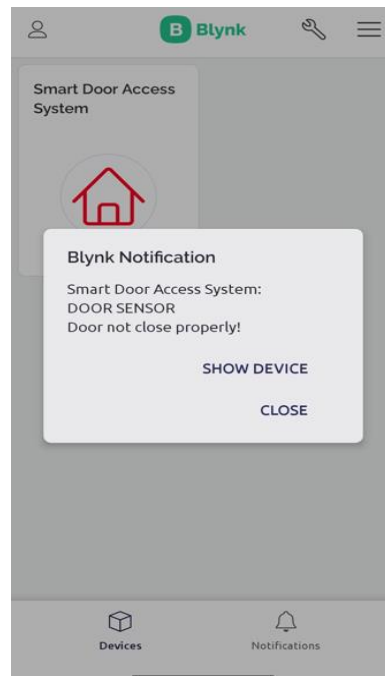 B Blynk
Smart Door Access
System
Blynk Notification
Smart Door Access System:
DOOR SENSOR
Door not close properly!
SHOW DEVICE
CLOSE
Devices
Notifications